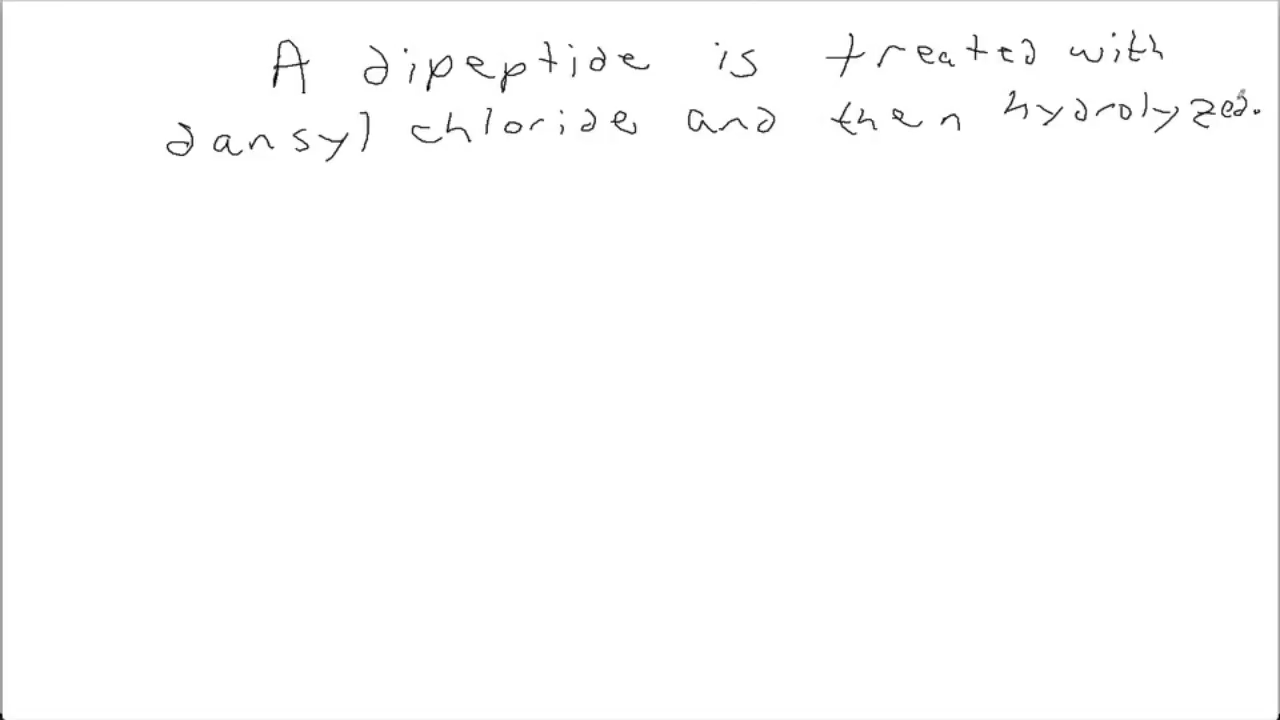 A dipeptide is treated with
dansyl chloride and then hydrolyzed.